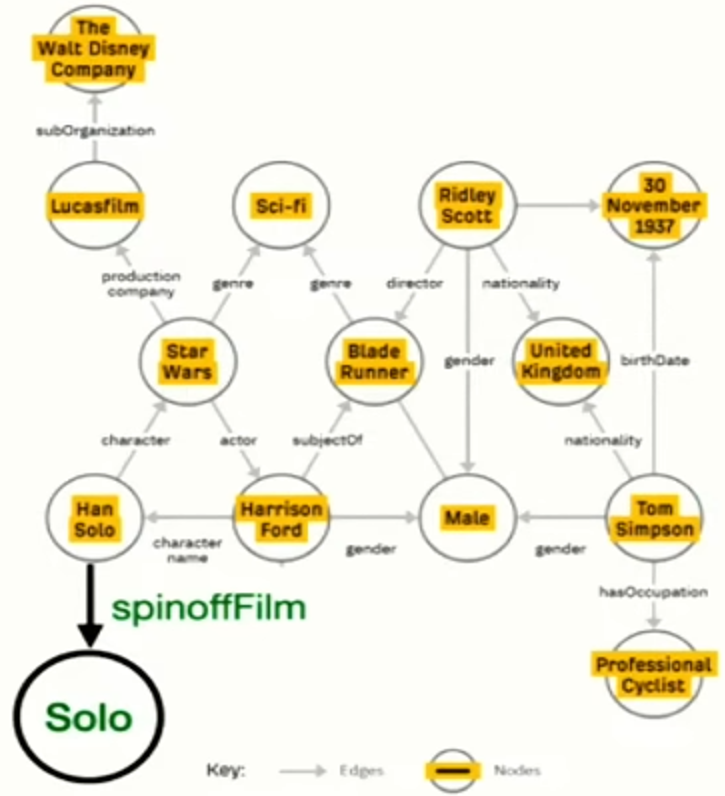 The
Walt Disney
Company
subOrganization
Lucasfilm
Sci-fi
Ridley
Scott
30
November
1937
production
company
genre
genre
director
nationality
Star
Wars
Blade
Runner
gender
United
Kingdom
birthDate
character
actor
subjectOf
nationality
Han
Solo
Harrison
Ford
Male
Tom
Simpson
character
name
gender
gender
hasOccupation
spinoffFilm
Professional
Cyclist
Solo
Key:
Edges
Nodes